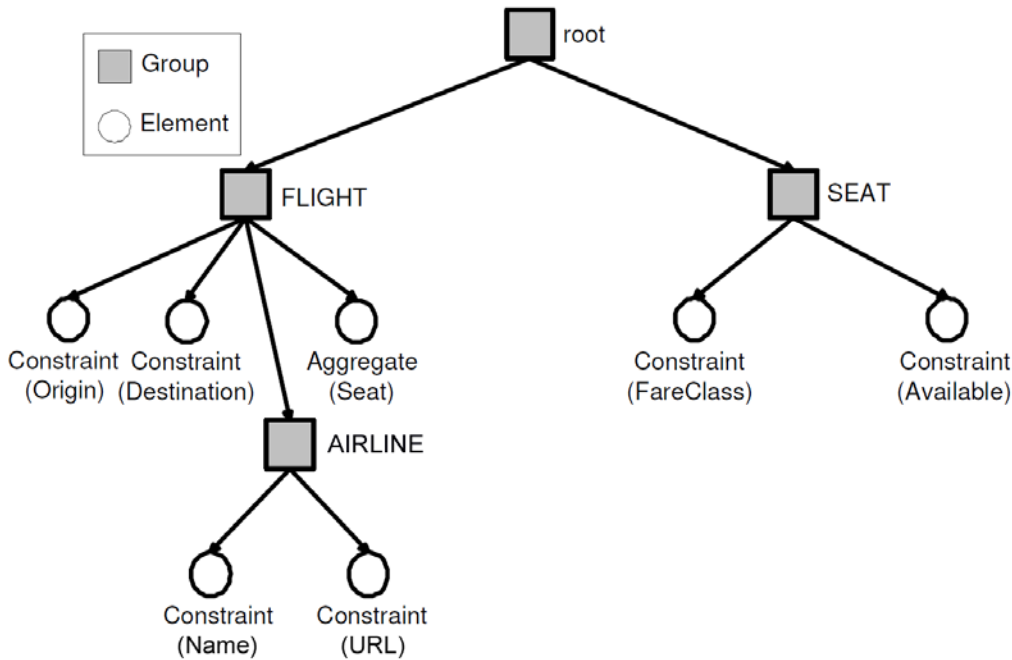 root
Group
Element
FLIGHT
SEAT
Constraint
(Origin)
Constraint
(Destination)
Aggregate
(Seat)
Constraint
(FareClass)
Constraint
(Available)
AIRLINE
Constraint
(Name)
Constraint
(URL)